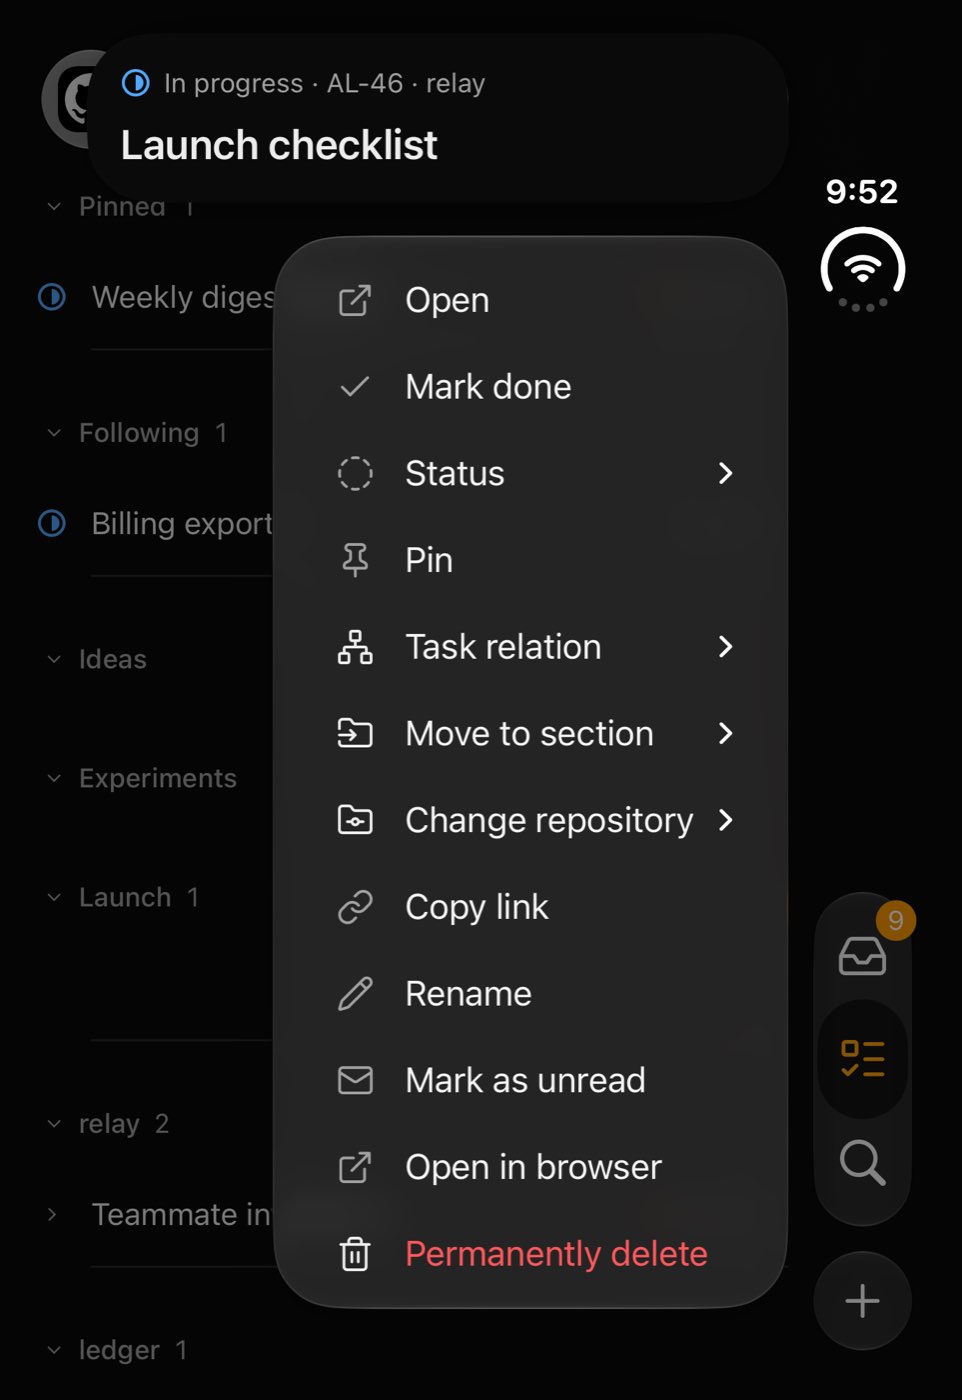 In progress · AL-46 · relay
Launch checklist
9:52
Pinned 1
Weekly
Following 1
Billing export
Ideas
Experiments
Launch 1
relay 2
Teammate
ledger 1
Open
Mark done
Status
Pin
Task relation
Move to section
Change repository
Copy link
Rename
Mark as unread
Open in browser
Permanently delete
9